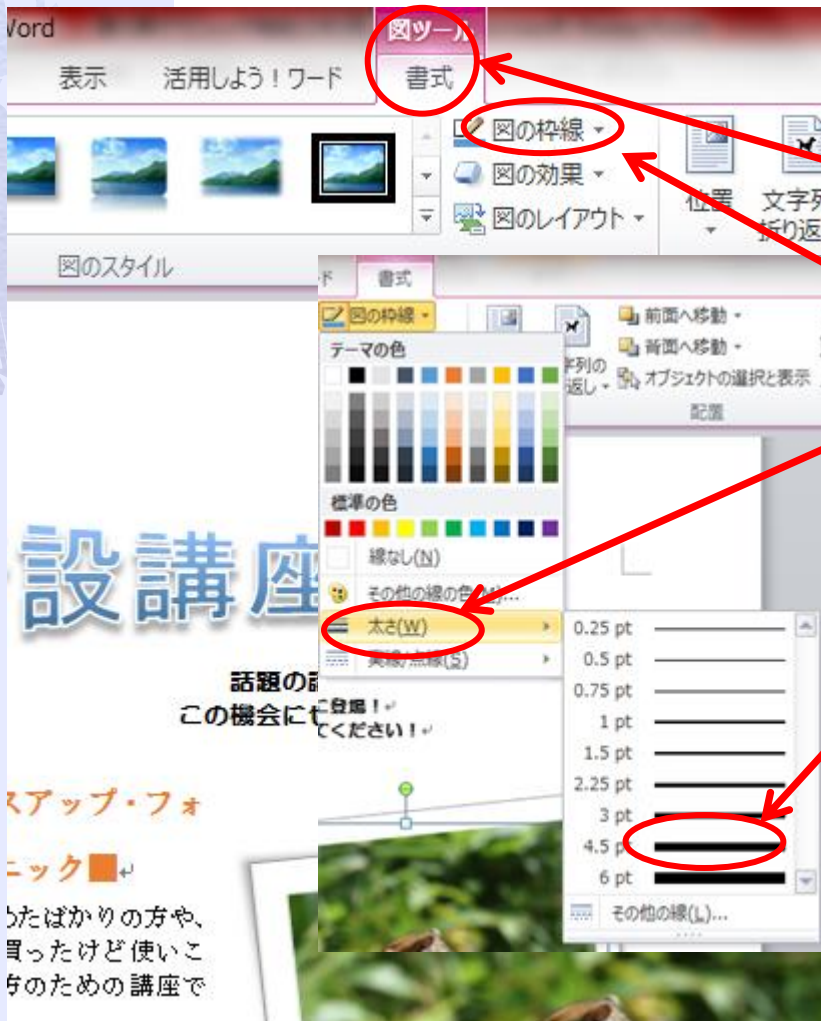 Word
図ツール
表示 活用しよう！ワード 書式
図の枠線
図の効果
図のレイアウト
位置
文字列
折り返
図のスタイル
書式
図の枠線
テーマの色
標準の色
線なし(N)
その他の線の色(M)...
太さ(W)
実線/点線(S)
字列の
返し
前面へ移動
背面へ移動
オブジェクトの選択と表示
配置
0.25 pt
0.5 pt
0.75 pt
1 pt
1.5 pt
2.25 pt
3 pt
4.5 pt
6 pt
その他の線(L)...
設講座
話題の
この機会に
に登場！
てください！
スアップ・フォ
ニック■
めたばかりの方や、
買ったけど使いこ
方のための講座で